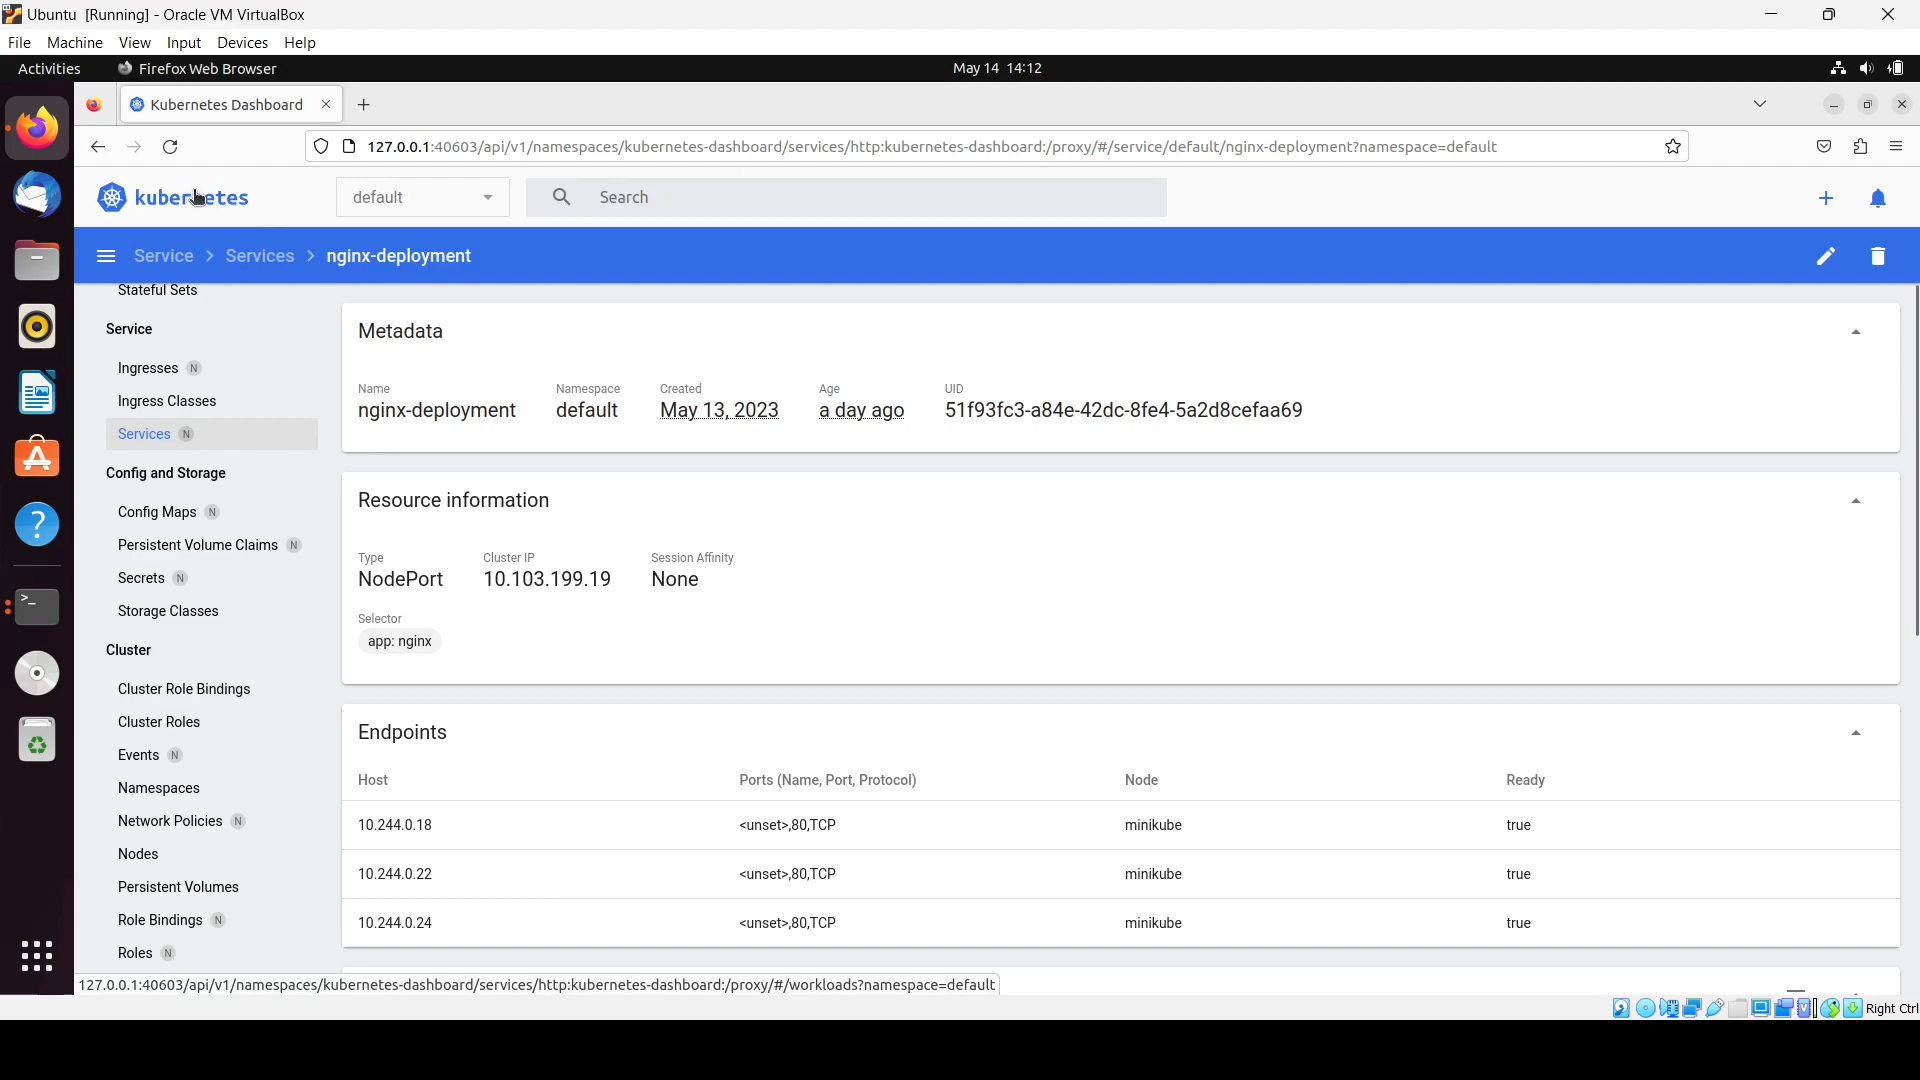 Ubuntu [Running] - Oracle VM VirtualBox
File Machine View Input Devices Help
Activities Firefox Web Browser May 14 14:12
Kubernetes Dashboard
127.0.0.1:40603/api/v1/namespaces/kubernetes-dashboard/services/http:kubernetes-dashboard:/proxy/#/service/default/nginx-deployment?namespace=default
kubernetes default Search
Service > Services > nginx-deployment
Stateful Sets
Service
Ingresses N
Ingress Classes
Services N
Config and Storage
Config Maps N
Persistent Volume Claims N
Secrets N
Storage Classes
Cluster
Cluster Role Bindings
Cluster Roles
Events N
Namespaces
Network Policies N
Nodes
Persistent Volumes
Role Bindings N
Roles N
Metadata
Name Namespace Created Age UID
nginx-deployment default May 13, 2023 a day ago 51f93fc3-a84e-42dc-8fe4-5a2d8cefaa69
Resource information
Type Cluster IP Session Affinity
NodePort 10.103.199.19 None
Selector
app: nginx
Endpoints
Host Ports (Name, Port, Protocol) Node Ready
10.244.0.18 <unset>,80,TCP minikube true
10.244.0.22 <unset>,80,TCP minikube true
10.244.0.24 <unset>,80,TCP minikube true
127.0.0.1:40603/api/v1/namespaces/kubernetes-dashboard/services/http:kubernetes-dashboard:/proxy/#/workloads?namespace=default
Right Ctrl